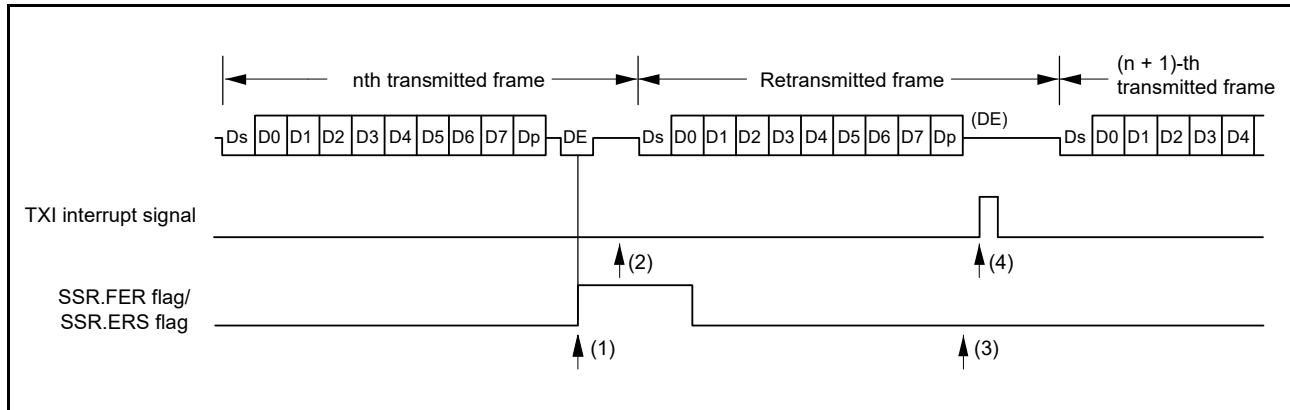 nth transmitted frame
Retransmitted frame
(n + 1)-th
transmitted frame
Ds D0 D1 D2 D3 D4 D5 D6 D7 Dp DE Ds D0 D1 D2 D3 D4 D5 D6 D7 Dp (DE) Ds D0 D1 D2 D3 D4
TXI interrupt signal
(2) (4)
SSR.FER flag/
SSR.ERS flag
(1) (3)